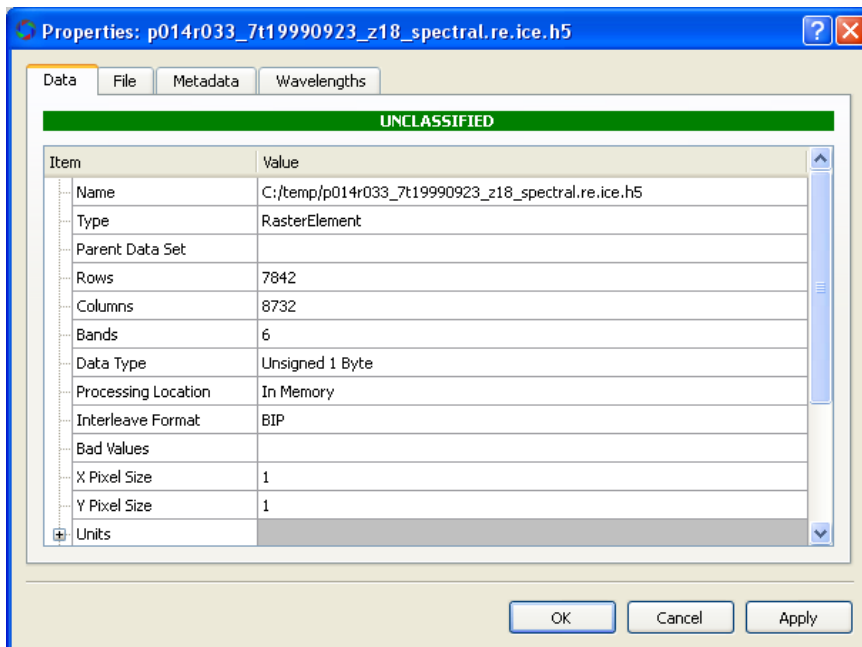 Properties: p014r033_7t19990923_z18_spectral.re.ice.h5
Data File Metadata Wavelengths
UNCLASSIFIED
Item Value
Name C:/temp/p014r033_7t19990923_z18_spectral.re.ice.h5
Type RasterElement
Parent Data Set
Rows 7842
Columns 8732
Bands 6
Data Type Unsigned 1 Byte
Processing Location In Memory
Interleave Format BIP
Bad Values
X Pixel Size 1
Y Pixel Size 1
Units
OK Cancel Apply